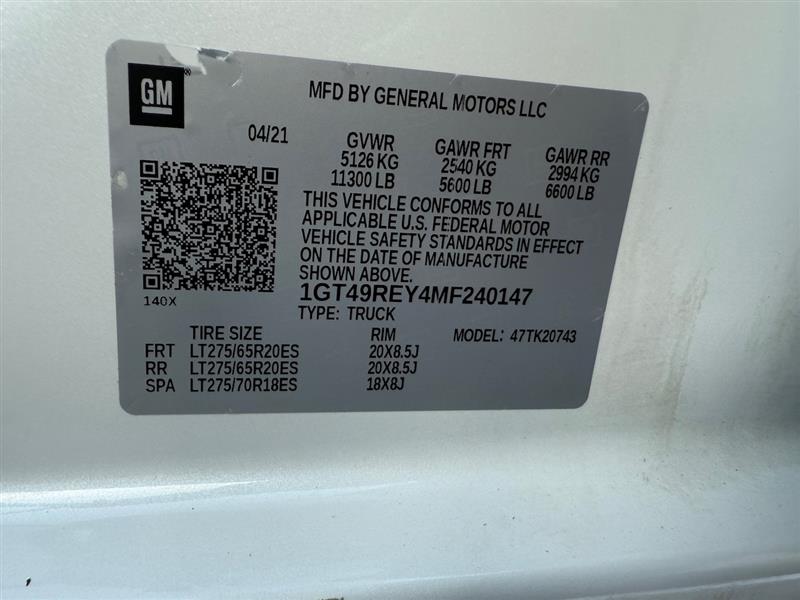 GM®
MFD BY GENERAL MOTORS LLC
04/21
GVWR GAWR FRT GAWR RR
5126 KG 2540 KG 2994 KG
11300 LB 5600 LB 6600 LB
THIS VEHICLE CONFORMS TO ALL
APPLICABLE U.S. FEDERAL MOTOR
VEHICLE SAFETY STANDARDS IN EFFECT
ON THE DATE OF MANUFACTURE
SHOWN ABOVE.
140X
1GT49REY4MF240147
TYPE: TRUCK
TIRE SIZE RIM MODEL: 47TK20743
FRT LT275/65R20ES 20X8.5J
RR LT275/65R20ES 20X8.5J
SPA LT275/70R18ES 18X8J